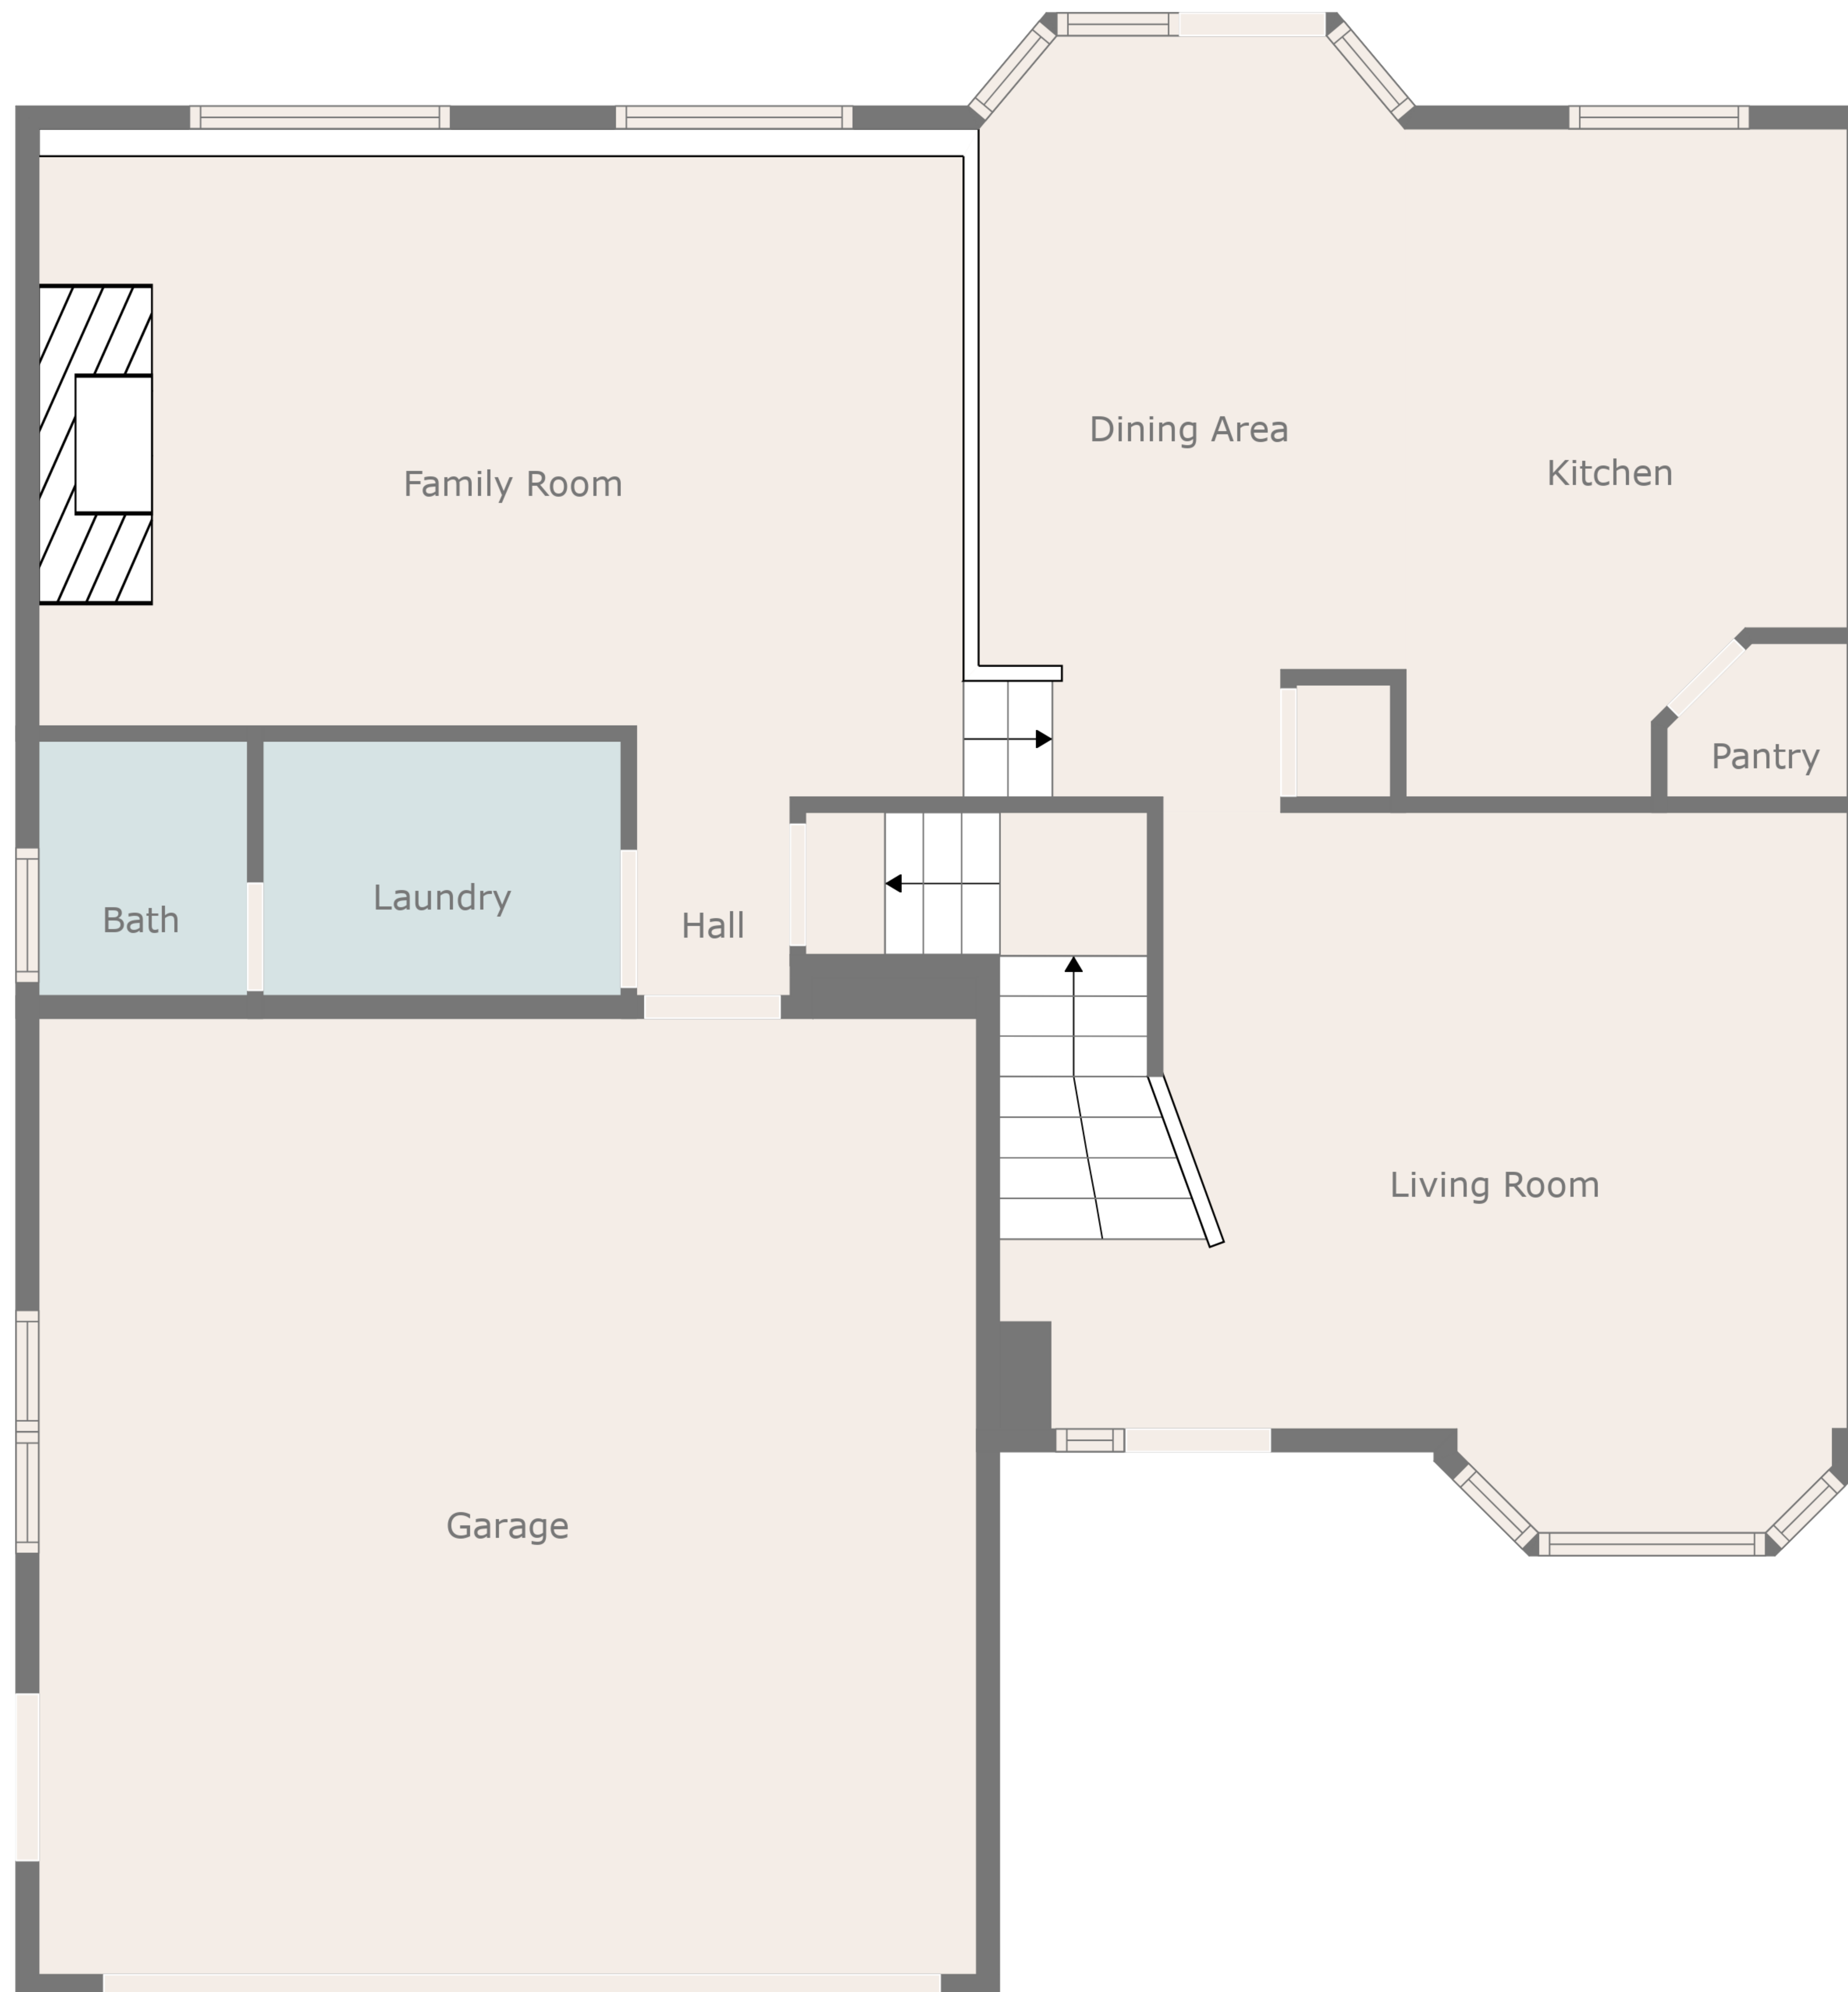 Dining Area
Kitchen
Family Room
Pantry
Laundry
Bath
Hall
Living Room
Garage